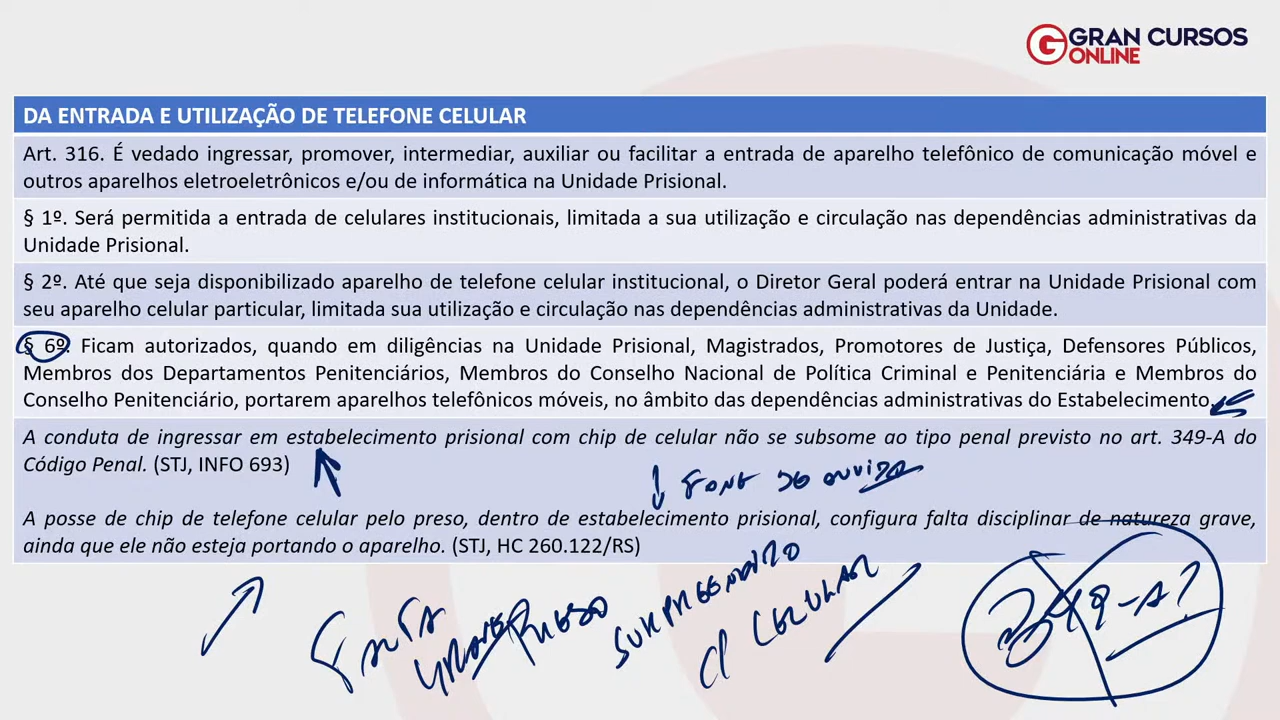 GRAN CURSOS
ONLINE
DA ENTRADA E UTILIZAÇÃO DE TELEFONE CELULAR
Art. 316. É vedado ingressar, promover, intermediar, auxiliar ou facilitar a entrada de aparelho telefônico de comunicação móvel e
outros aparelhos eletroeletrônicos e/ou de informática na Unidade Prisional.
§ 1º. Será permitida a entrada de celulares institucionais, limitada a sua utilização e circulação nas dependências administrativas da
Unidade Prisional.
§ 2º. Até que seja disponibilizado aparelho de telefone celular institucional, o Diretor Geral poderá entrar na Unidade Prisional com
seu aparelho celular particular, limitada sua utilização e circulação nas dependências administrativas da Unidade.
§ 6º. Ficam autorizados, quando em diligências na Unidade Prisional, Magistrados, Promotores de Justiça, Defensores Públicos,
Membros dos Departamentos Penitenciários, Membros do Conselho Nacional de Política Criminal e Penitenciária e Membros do
Conselho Penitenciário, portarem aparelhos telefônicos móveis, no âmbito das dependências administrativas do Estabelecimento.
A conduta de ingressar em estabelecimento prisional com chip de celular não se subsome ao tipo penal previsto no art. 349-A do
Código Penal. (STJ, INFO 693)
FONE DE OUVIDO
A posse de chip de telefone celular pelo preso, dentro de estabelecimento prisional, configura falta disciplinar de natureza grave,
ainda que ele não esteja portando o aparelho. (STJ, HC 260.122/RS)
FALTA
GRAVE PRESO
SURPREENDIDO
C/ CELULAR
349-A?